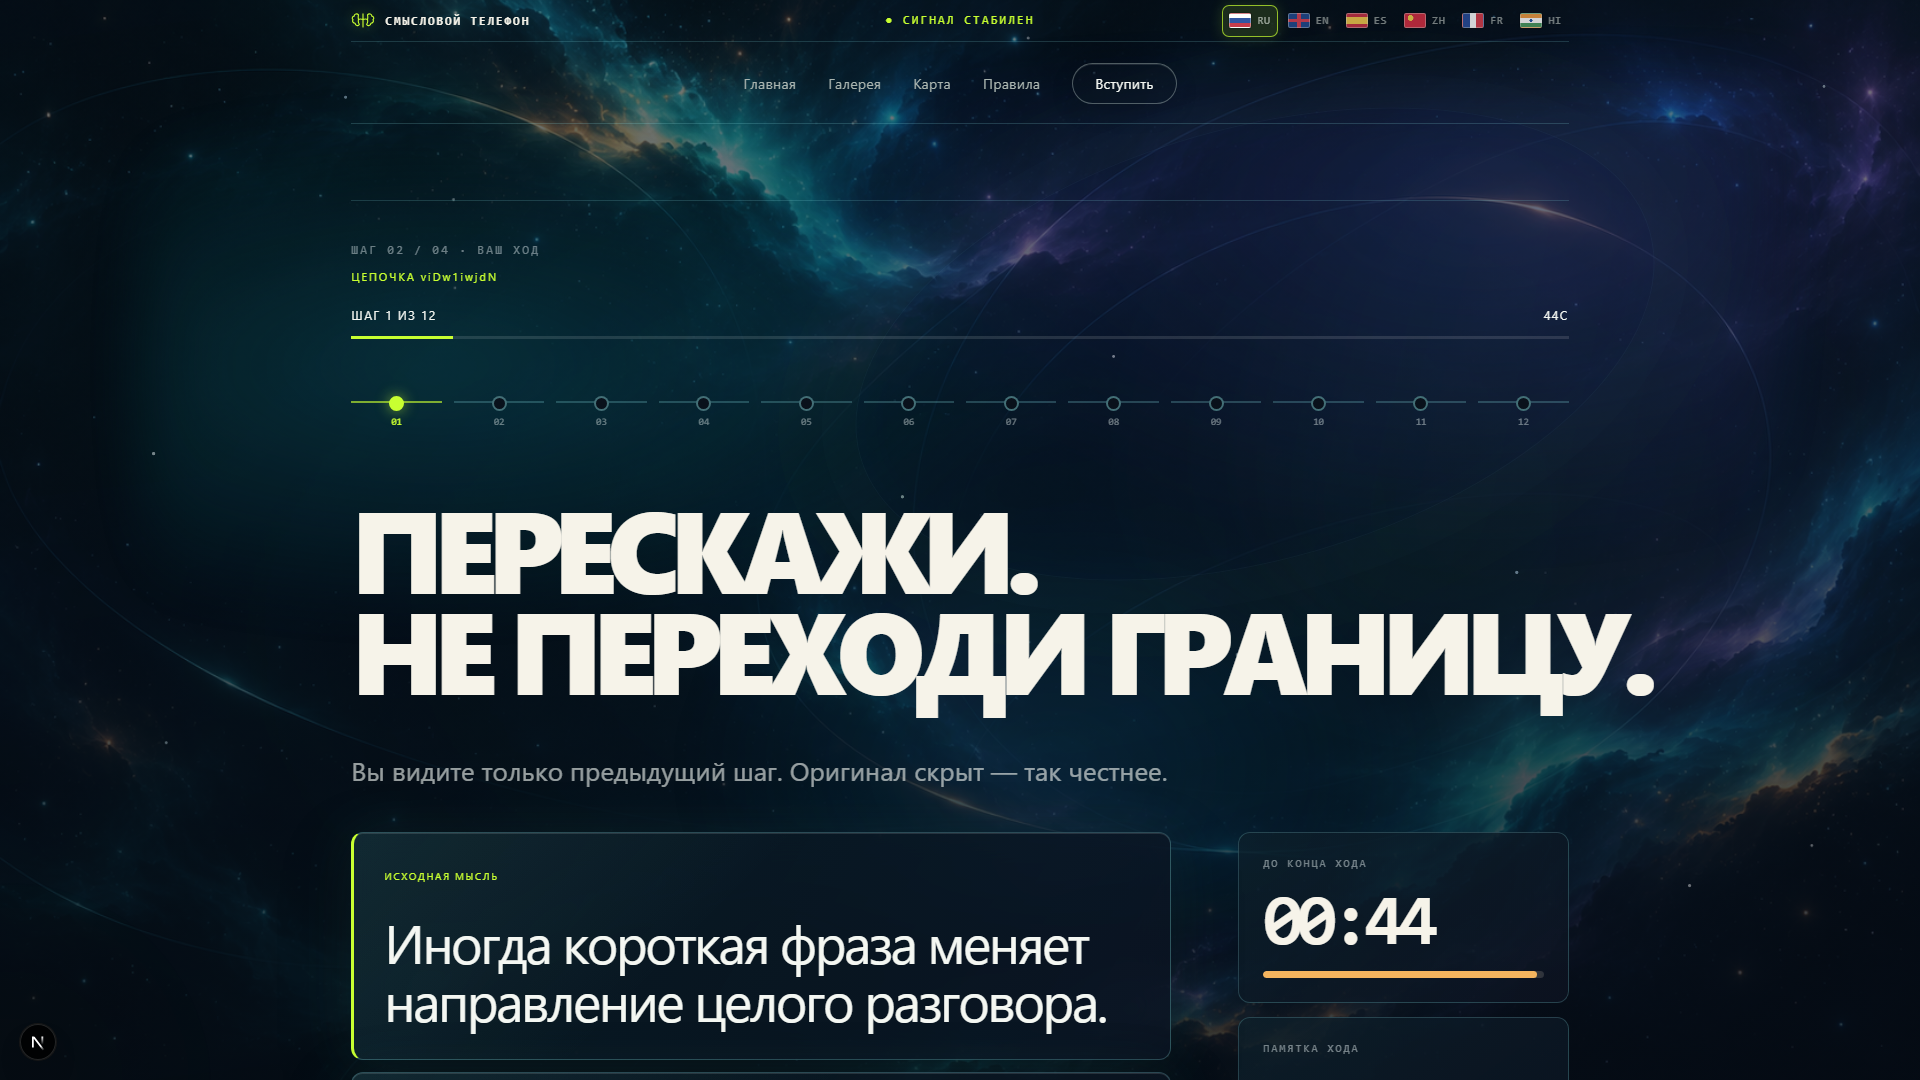 СМЫСЛОВОЙ ТЕЛЕФОН
СИГНАЛ СТАБИЛЕН
RU EN ES ZH FR HI
Главная Галерея Карта Правила Вступить
ШАГ 02 / 04 · ВАШ ХОД
ЦЕПОЧКА viDw1iwjdN
ШАГ 1 ИЗ 12
44С
01 02 03 04 05 06 07 08 09 10 11 12
ПЕРЕСКАЖИ.
НЕ ПЕРЕХОДИ ГРАНИЦУ.
Вы видите только предыдущий шаг. Оригинал скрыт — так честнее.
ИСХОДНАЯ МЫСЛЬ
Иногда короткая фраза меняет
направление целого разговора.
ДО КОНЦА ХОДА
00:44
ПАМЯТКА ХОДА
N